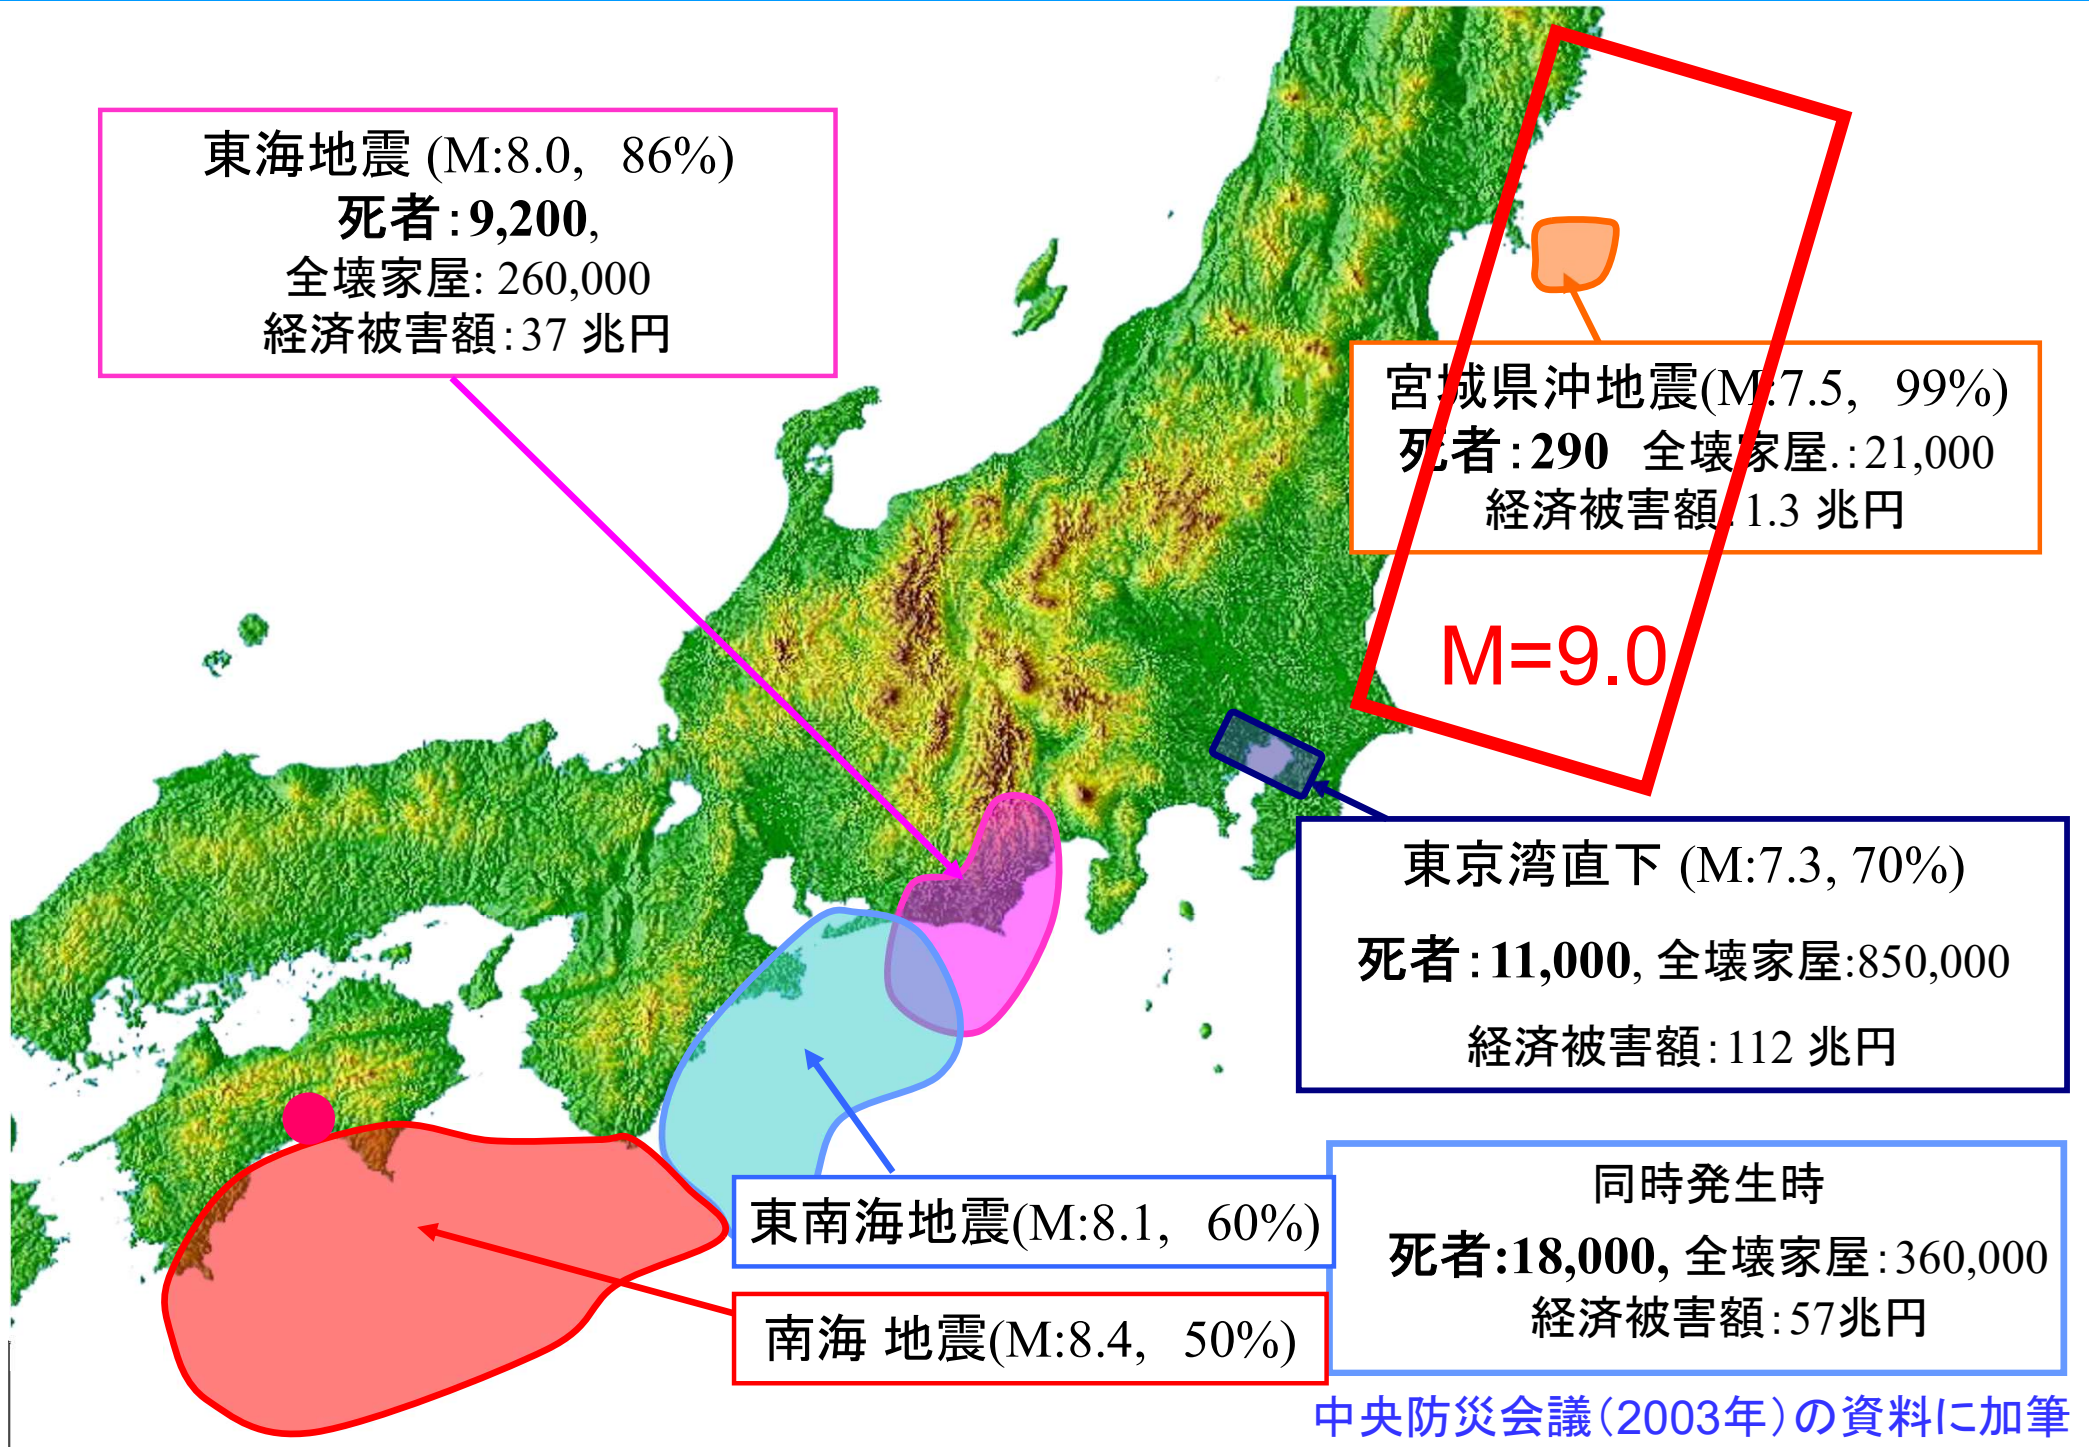 東海地震 (M:8.0, 86%)
死者：9,200,
全壊家屋: 260,000
経済被害額：37 兆円
宮城県沖地震(M:7.5, 99%)
死者：290 全壊家屋.：21,000
経済被害額：1.3 兆円
M=9.0
東京湾直下 (M:7.3, 70%)
死者：11,000, 全壊家屋:850,000
経済被害額：112 兆円
東南海地震(M:8.1, 60%)
南海 地震(M:8.4, 50%)
同時発生時
死者:18,000, 全壊家屋：360,000
経済被害額：57兆円
中央防災会議（2003年）の資料に加筆